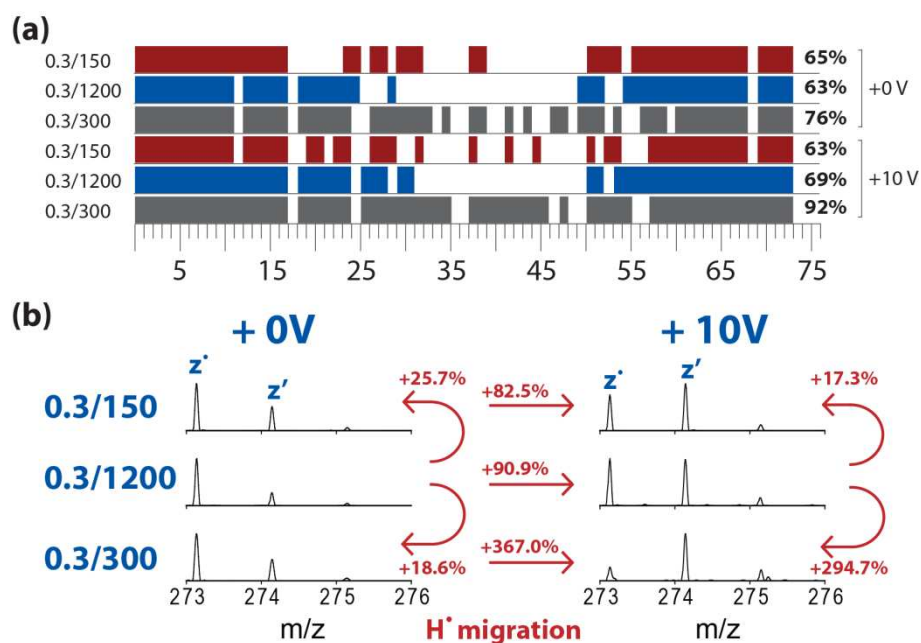 (a)
0.3/150 65%
0.3/1200 63% +0 V
0.3/300 76%
0.3/150 63%
0.3/1200 69% +10 V
0.3/300 92%
5 15 25 35 45 55 65 75
(b)
+ 0V + 10V
z• z' +25.7% +82.5% z• z' +17.3%
0.3/150
0.3/1200 +90.9%
0.3/300 +367.0%
+18.6% +294.7%
273 274 275 276 273 274 275 276
m/z H• migration m/z